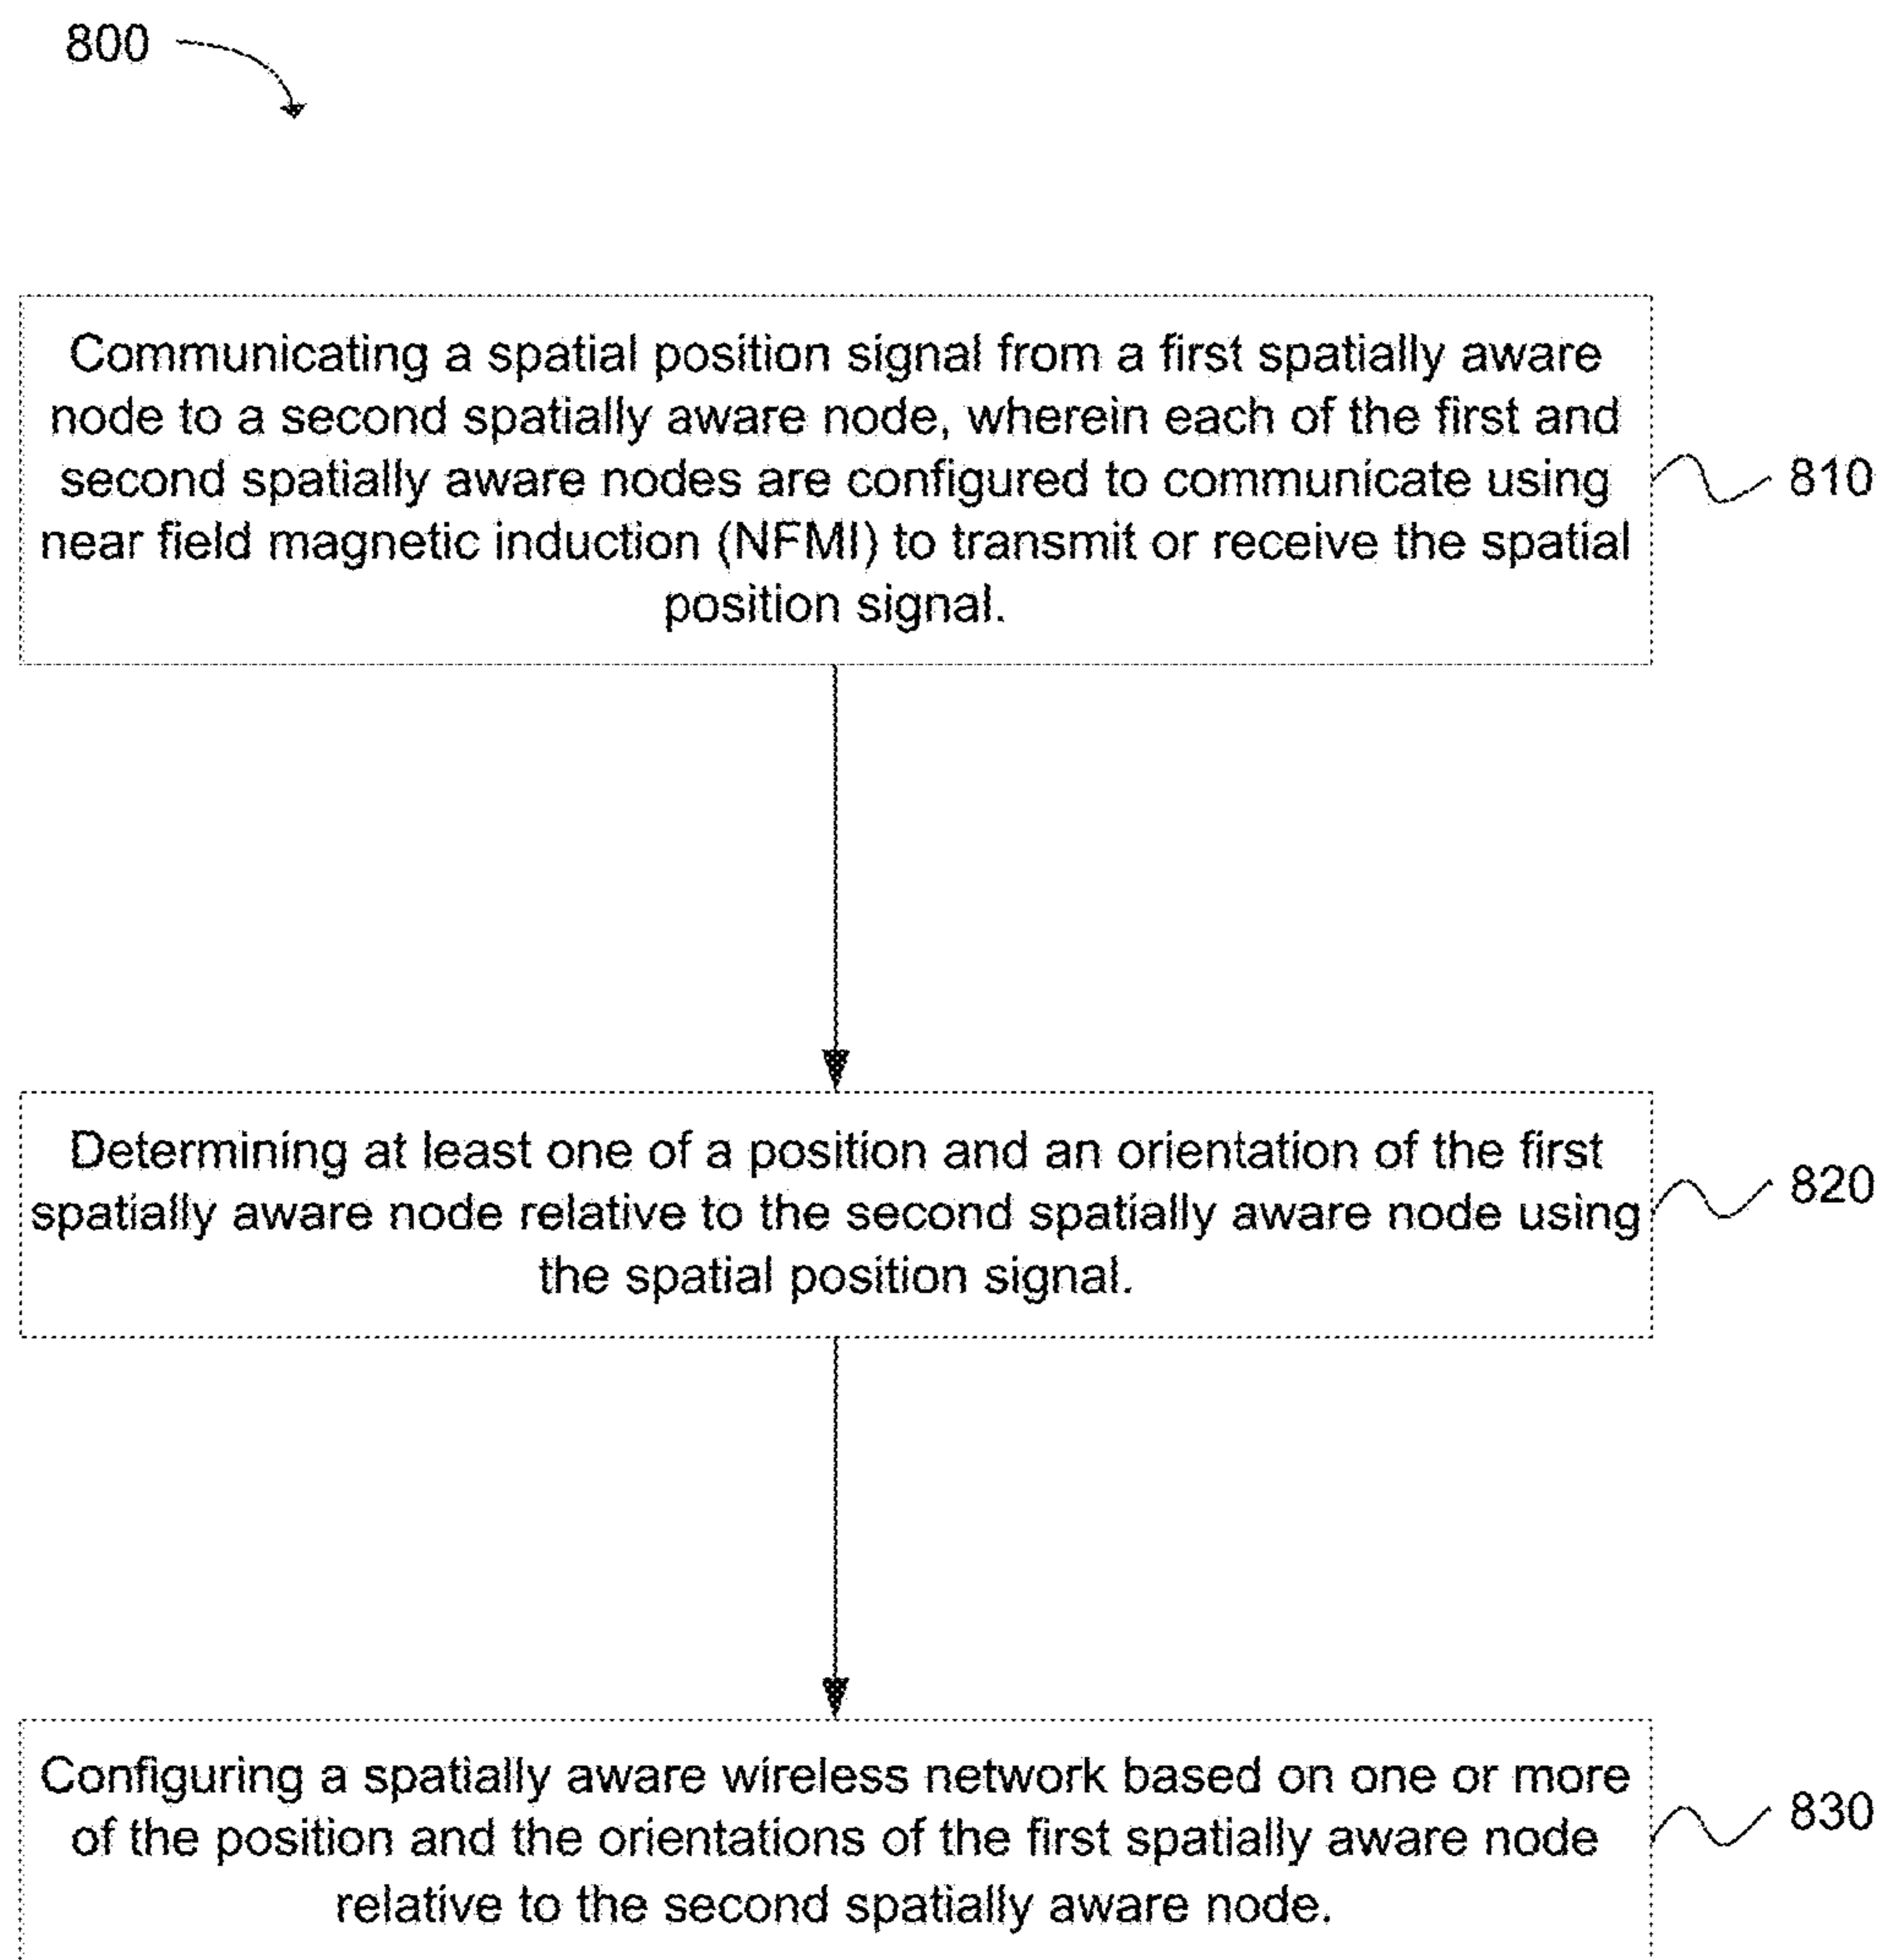 800
Communicating a spatial position signal from a first spatially aware
node to a second spatially aware node, wherein each of the first and
second spatially aware nodes are configured to communicate using
near field magnetic induction (NFMI) to transmit or receive the spatial
position signal.
810
Determining at least one of a position and an orientation of the first
spatially aware node relative to the second spatially aware node using
the spatial position signal.
820
Configuring a spatially aware wireless network based on one or more
of the position and the orientations of the first spatially aware node
relative to the second spatially aware node.
830